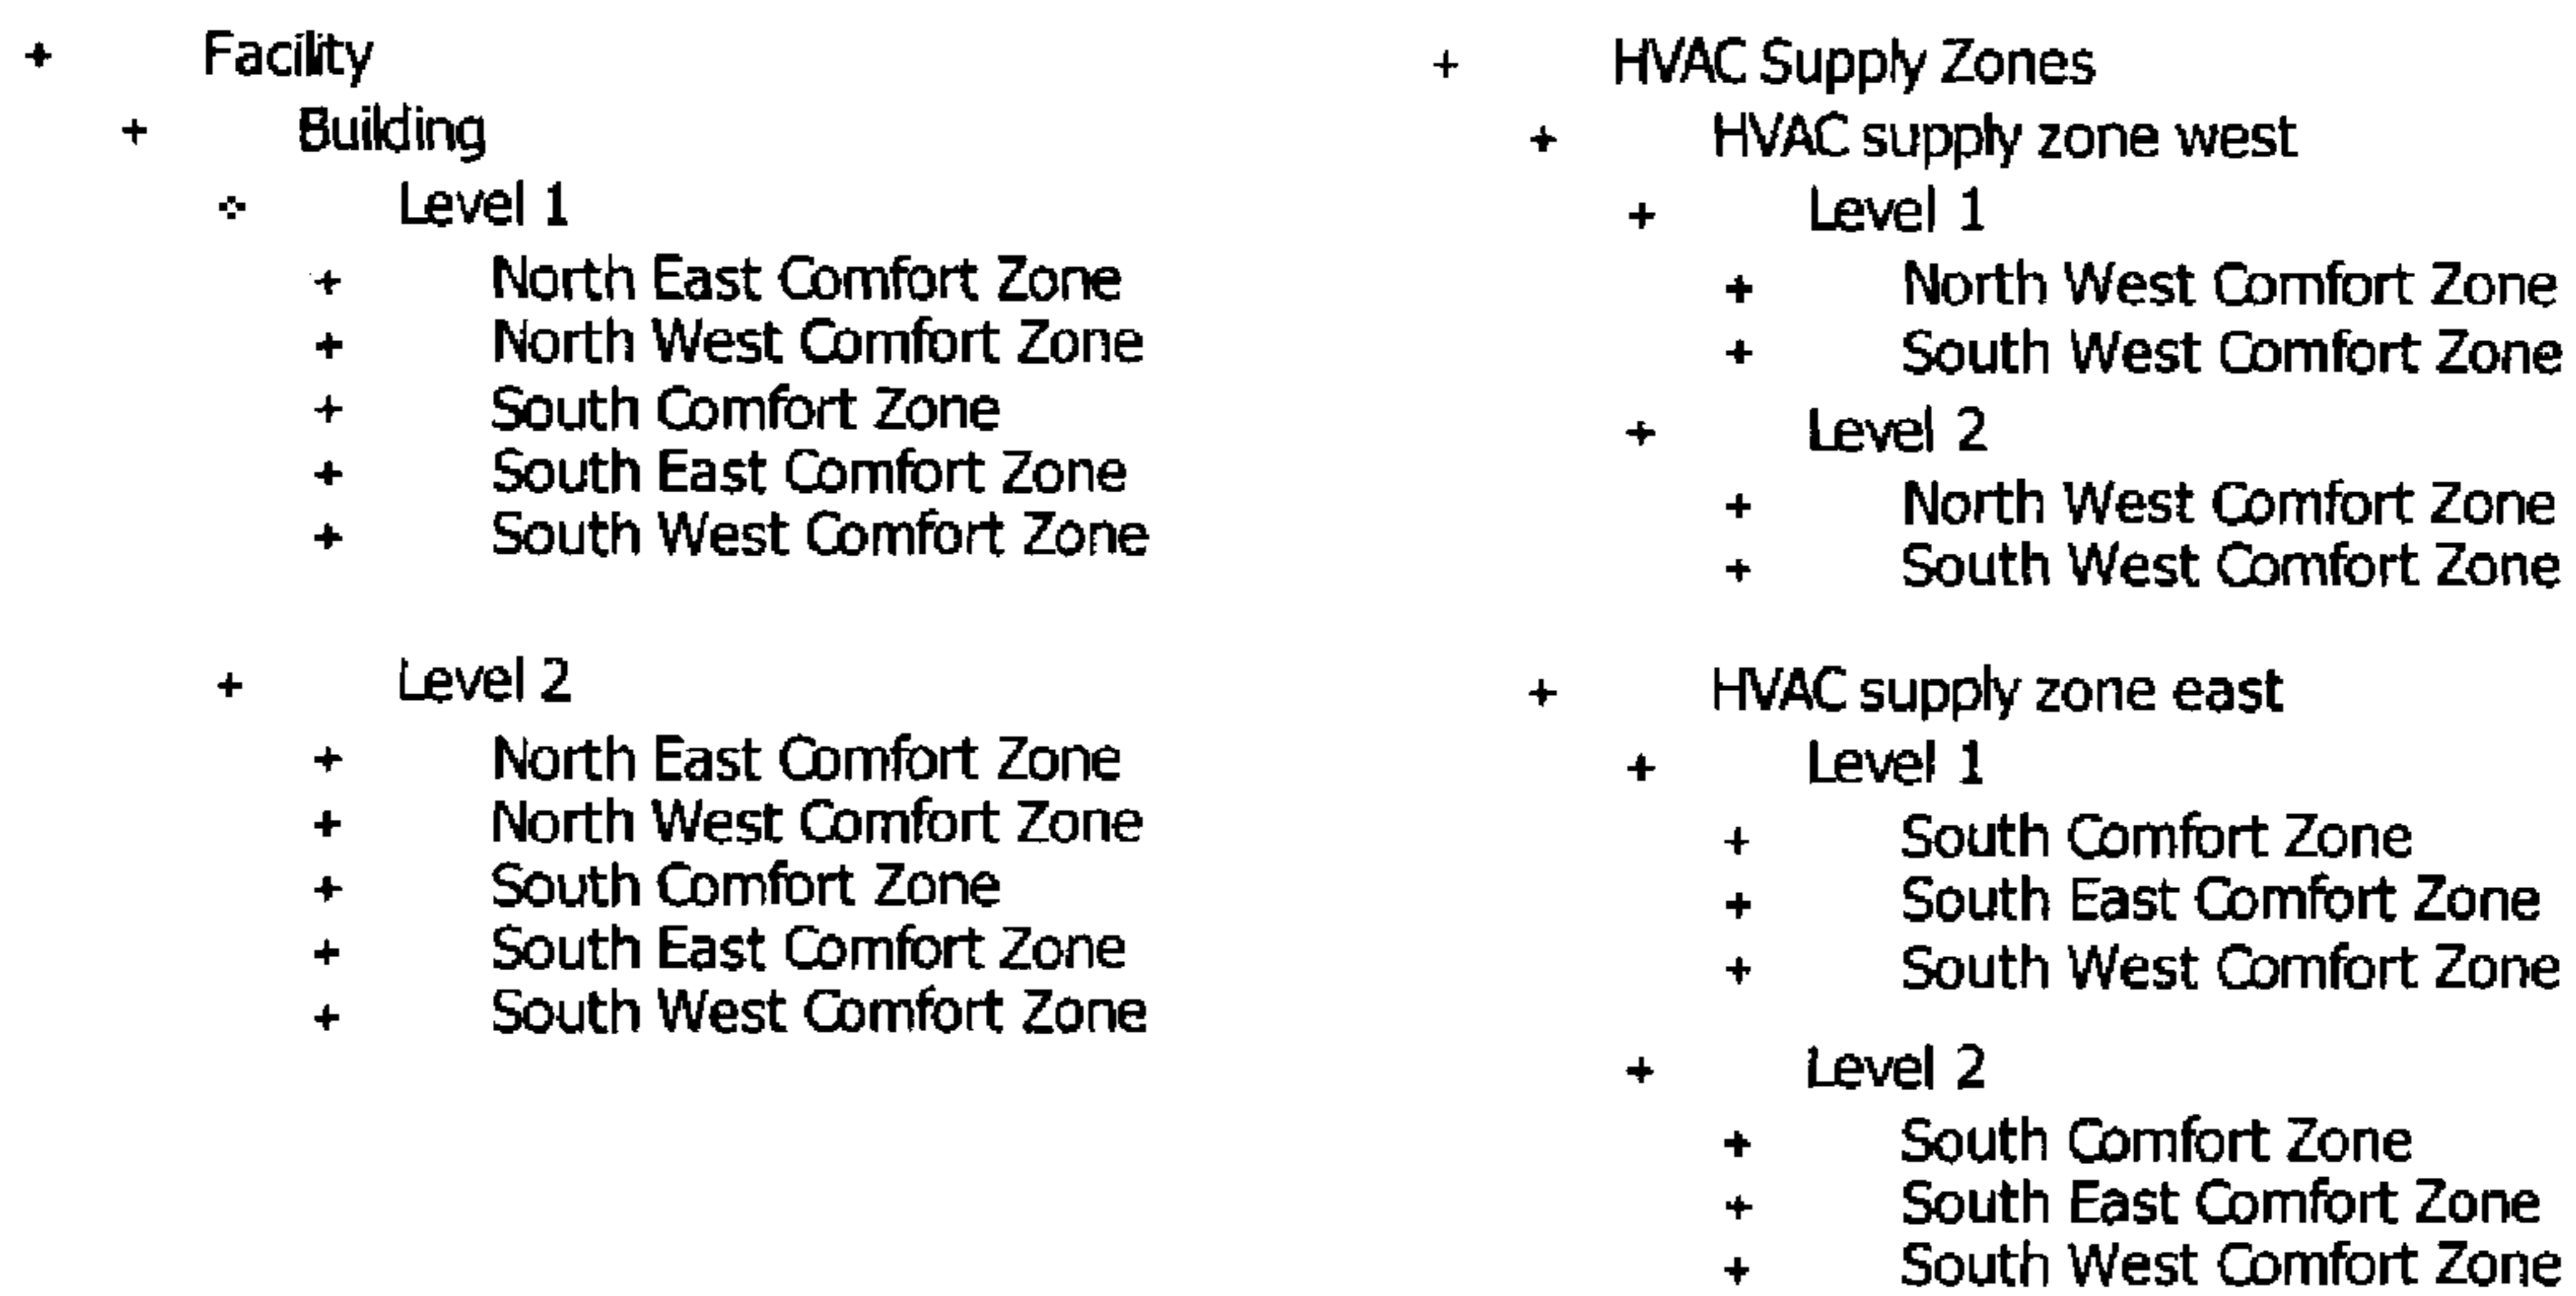 + Facility
+ Building
+ Level 1
+ North East Comfort Zone
+ North West Comfort Zone
+ South Comfort Zone
+ South East Comfort Zone
+ South West Comfort Zone
+ Level 2
+ North East Comfort Zone
+ North West Comfort Zone
+ South Comfort Zone
+ South East Comfort Zone
+ South West Comfort Zone
+ HVAC Supply Zones
+ HVAC supply zone west
+ Level 1
+ North West Comfort Zone
+ South West Comfort Zone
+ Level 2
+ North West Comfort Zone
+ South West Comfort Zone
+ HVAC supply zone east
+ Level 1
+ South Comfort Zone
+ South East Comfort Zone
+ South West Comfort Zone
+ Level 2
+ South Comfort Zone
+ South East Comfort Zone
+ South West Comfort Zone